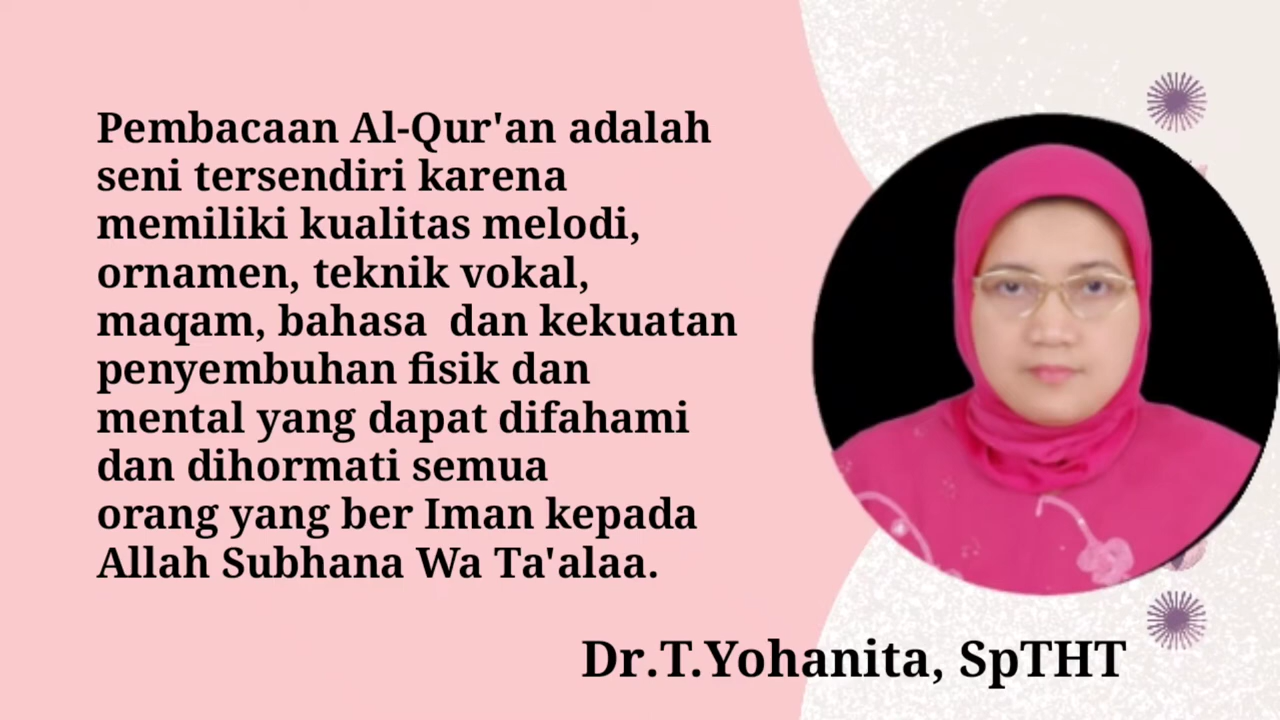 Pembacaan Al-Qur'an adalah
seni tersendiri karena
memiliki kualitas melodi,
ornamen, teknik vokal,
maqam, bahasa  dan kekuatan
penyembuhan fisik dan
mental yang dapat difahami
dan dihormati semua
orang yang ber Iman kepada
Allah Subhana Wa Ta'alaa.
Dr.T.Yohanita, SpTHT